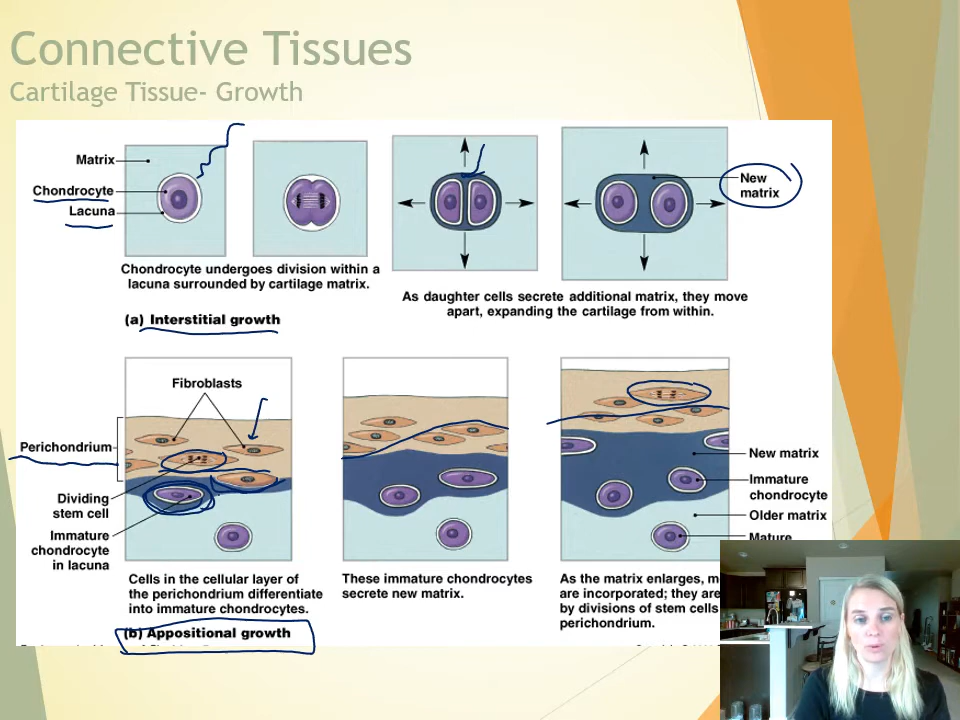 Connective Tissues
Cartilage Tissue- Growth
Matrix
Chondrocyte
Lacuna
New
matrix
Chondrocyte undergoes division within a
lacuna surrounded by cartilage matrix.
As daughter cells secrete additional matrix, they move
apart, expanding the cartilage from within.
(a) Interstitial growth
Fibroblasts
Perichondrium
Dividing
stem cell
Immature
chondrocyte
in lacuna
New matrix
Immature
chondrocyte
Older matrix
Mature
Cells in the cellular layer of
the perichondrium differentiate
into immature chondrocytes.
These immature chondrocytes
secrete new matrix.
As the matrix enlarges, m
are incorporated; they are
by divisions of stem cells
perichondrium.
(b) Appositional growth